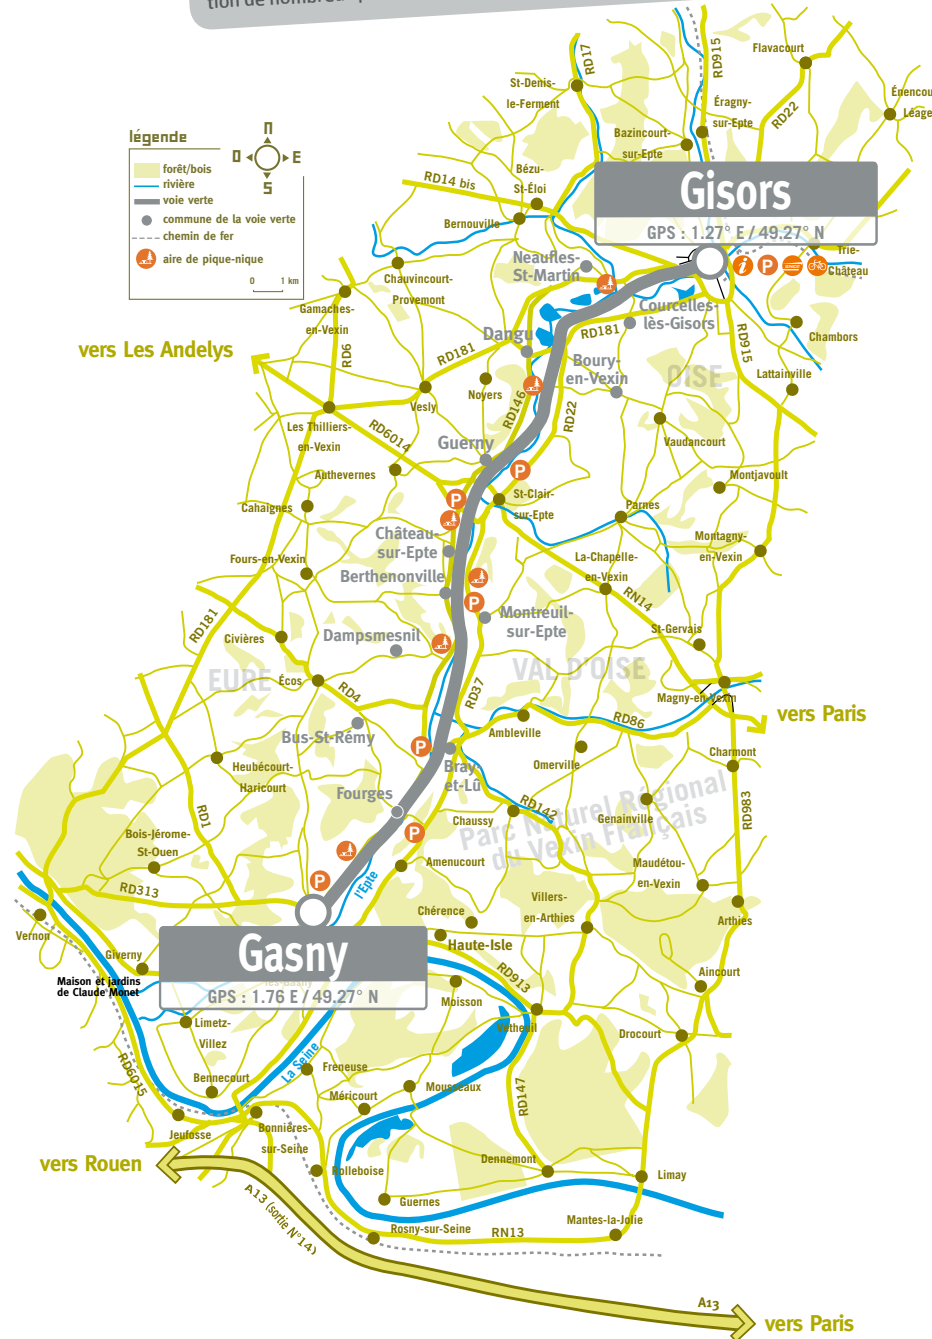 RD17
RD915
Flavacourt
St-Denis-
le-Ferment
RD22
Éragny-
sur-Epte
Léage
Bazincourt-
sur-Epte
légende
N
O
E
S
forêt/bois
rivière
voie verte
commune de la voie verte
chemin de fer
aire de pique-nique
0 1 km
RD14 bis
Bézu-
St-Éloi
Bernouville
Gisors
GPS : 1.27° E / 49.27° N
i
P
Trie-
Château
Neaufles-
St-Martin
Chauvincourt-
Provemont
Gamaches-
en-Vexin
Courcelles-
lès-Gisors
Chambors
RD915
RD181
Dangu
vers Les Andelys
RD6
RD181
Boury-
en-Vexin
OISE
Lattainville
Noyers
Vesly
RD146
RD22
Les Thilliers-
en-Vexin
RD6014
Guerny
Vaudancourt
Authevernes
P
Montjavoult
Cahaignes
P
St-Clair-
sur-Epte
Parnes
Château-
sur-Epte
Montagny-
en-Vexin
Fours-en-Vexin
Berthenonville
La-Chapelle-
en-Vexin
RN14
P
Montreuil-
sur-Epte
RD181
Civières
Dampsmesnil
St-Gervais
EURE
Écos
RD4
VAL D'OISE
RD37
Magny-en-Vexin
vers Paris
RD86
Bus-St-Rémy
Ambleville
P
Omerville
Charmont
Heubécourt-
Haricourt
Bray-
et-Lû
Fourges
RD142
Parc Naturel Régional
du Vexin Français
RD983
RD1
Chaussy
Genainville
Bois-Jérome-
St-Ouen
P
Amenucourt
Maudétou-
en-Vexin
RD313
P
l'Epte
Villers-
en-Arthies
Chérence
Arthies
Vernon
Haute-Isle
Giverny
Gasny
GPS : 1.76 E / 49.27° N
Maison et jardins
de Claude Monet
RD913
Aincourt
Moisson
Vétheuil
Limetz-
Villez
Drocourt
La Seine
RD6015
Bennecourt
Freneuse
Mousseaux
Méricourt
RD147
Jeufosse
Bonnières-
sur-Seine
vers Rouen
Rolleboise
Dennemont
Limay
A13 (sortie N°14)
Guernes
Rosny-sur-Seine
RN13
Mantes-la-Jolie
A13
vers Paris